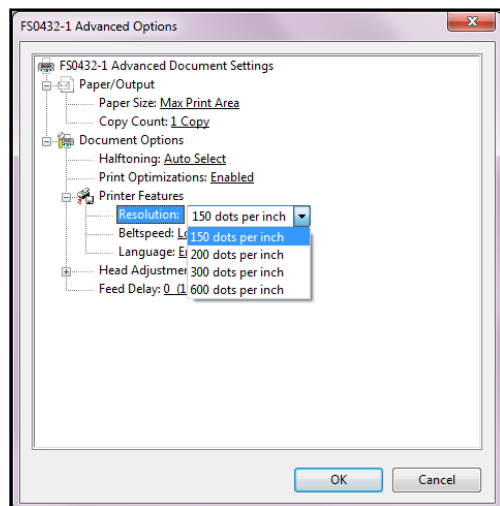 FS0432-1 Advanced Options
FS0432-1 Advanced Document Settings
Paper/Output
Paper Size: Max Print Area
Copy Count: 1 Copy
Document Options
Halftoning: Auto Select
Print Optimizations: Enabled
Printer Features
Resolution: 150 dots per inch
Beltspeed: 
150 dots per inch
Language: 
200 dots per inch
300 dots per inch
Feed Delay: 0 (1
600 dots per inch
OK Cancel